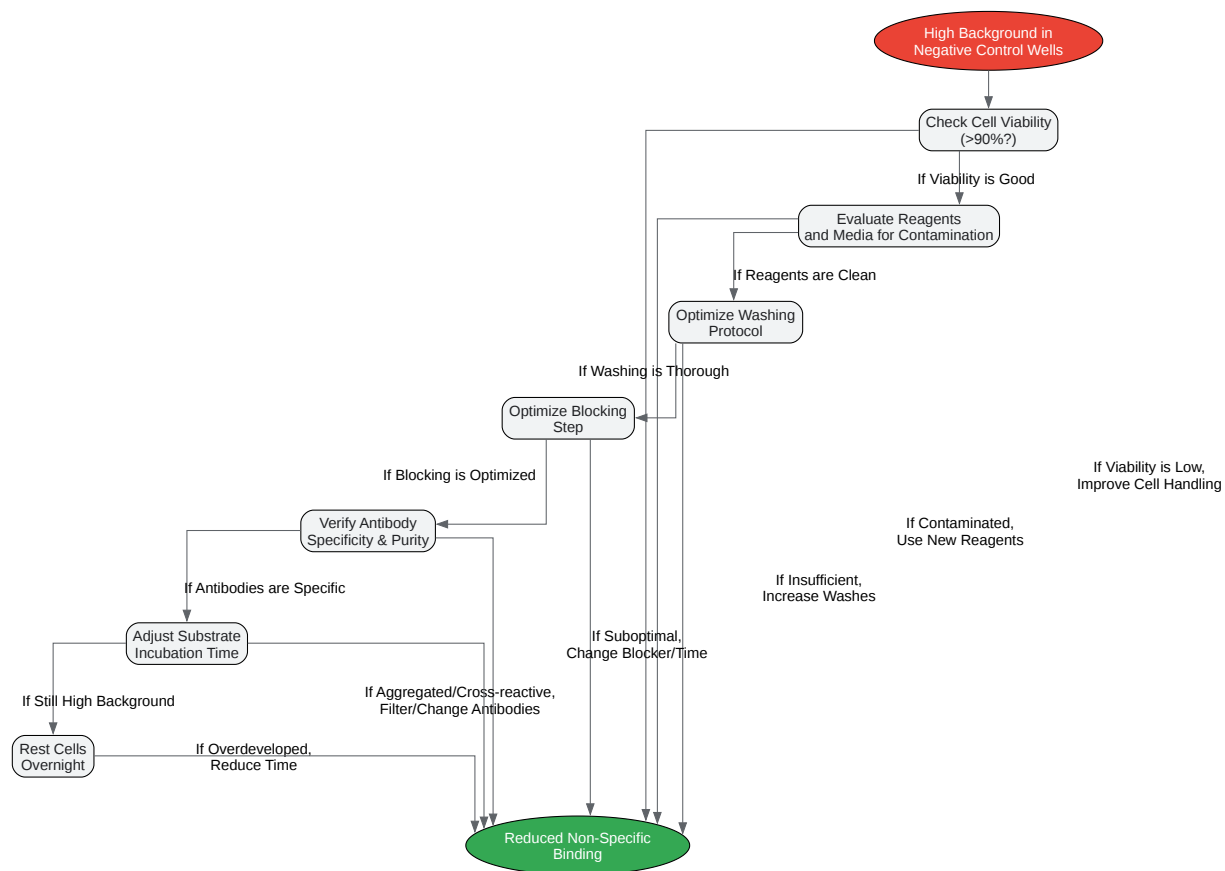 High Background in
Negative Control Wells
Check Cell Viability
(>90%?)
If Viability is Good
Evaluate Reagents
and Media for Contamination
If Reagents are Clean
Optimize Washing
Protocol
If Washing is Thorough
Optimize Blocking
Step
If Blocking is Optimized
If Viability is Low,
Improve Cell Handling
Verify Antibody
Specificity & Purity
If Contaminated,
Use New Reagents
If Antibodies are Specific
If Insufficient,
Increase Washes
Adjust Substrate
Incubation Time
If Suboptimal,
Change Blocker/Time
If Still High Background
If Aggregated/Cross-reactive,
Filter/Change Antibodies
Rest Cells
Overnight
If Overdeveloped,
Reduce Time
Reduced Non-Specific
Binding